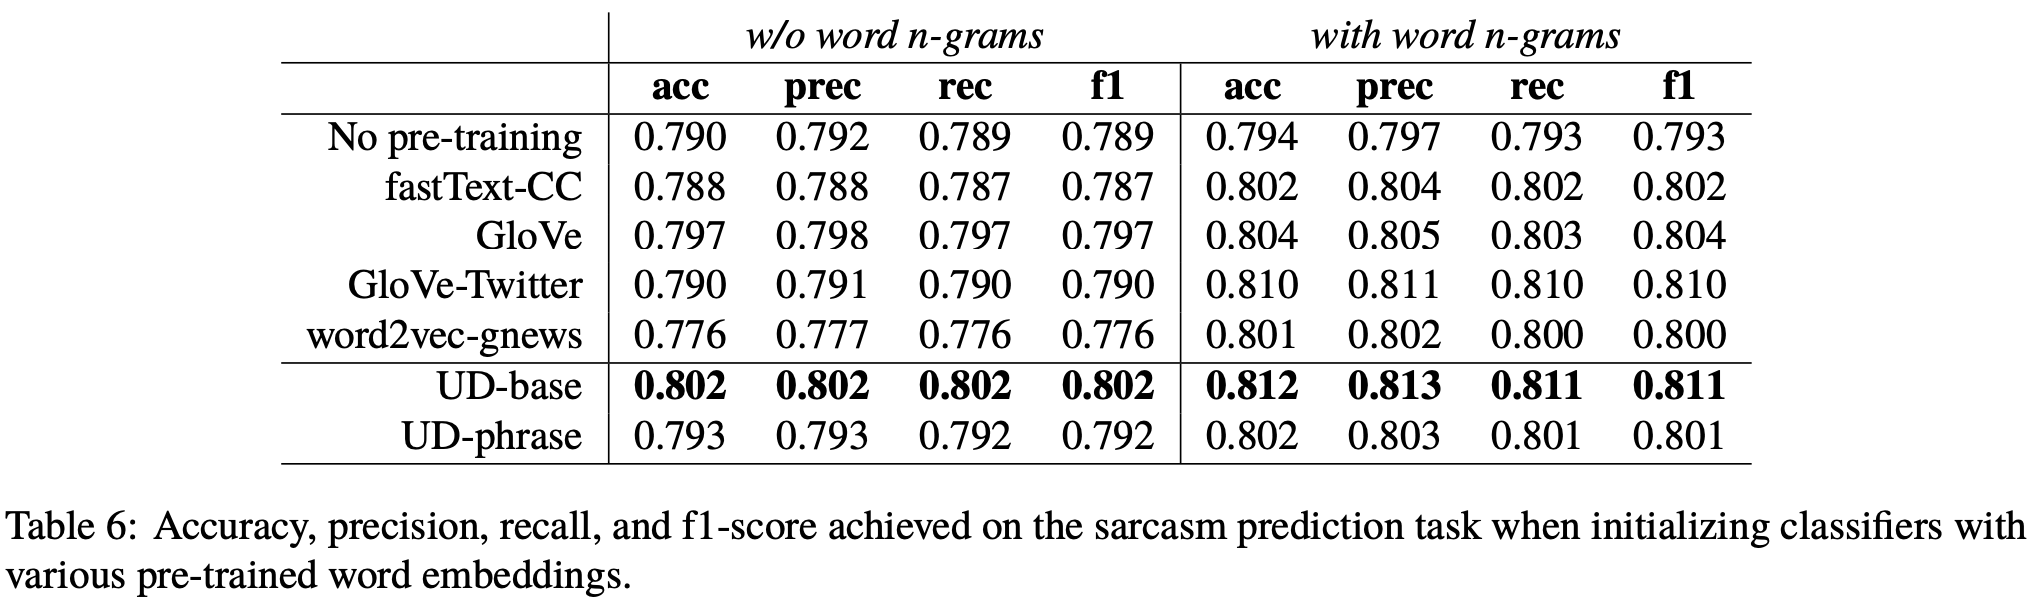 w/o word n-grams with word n-grams
acc prec rec f1 acc prec rec f1
No pre-training 0.790 0.792 0.789 0.789 0.794 0.797 0.793 0.793
fastText-CC 0.788 0.788 0.787 0.787 0.802 0.804 0.802 0.802
GloVe 0.797 0.798 0.797 0.797 0.804 0.805 0.803 0.804
GloVe-Twitter 0.790 0.791 0.790 0.790 0.810 0.811 0.810 0.810
word2vec-gnews 0.776 0.777 0.776 0.776 0.801 0.802 0.800 0.800
UD-base 0.802 0.802 0.802 0.802 0.812 0.813 0.811 0.811
UD-phrase 0.793 0.793 0.792 0.792 0.802 0.803 0.801 0.801
Table 6: Accuracy, precision, recall, and f1-score achieved on the sarcasm prediction task when initializing classifiers with
various pre-trained word embeddings.